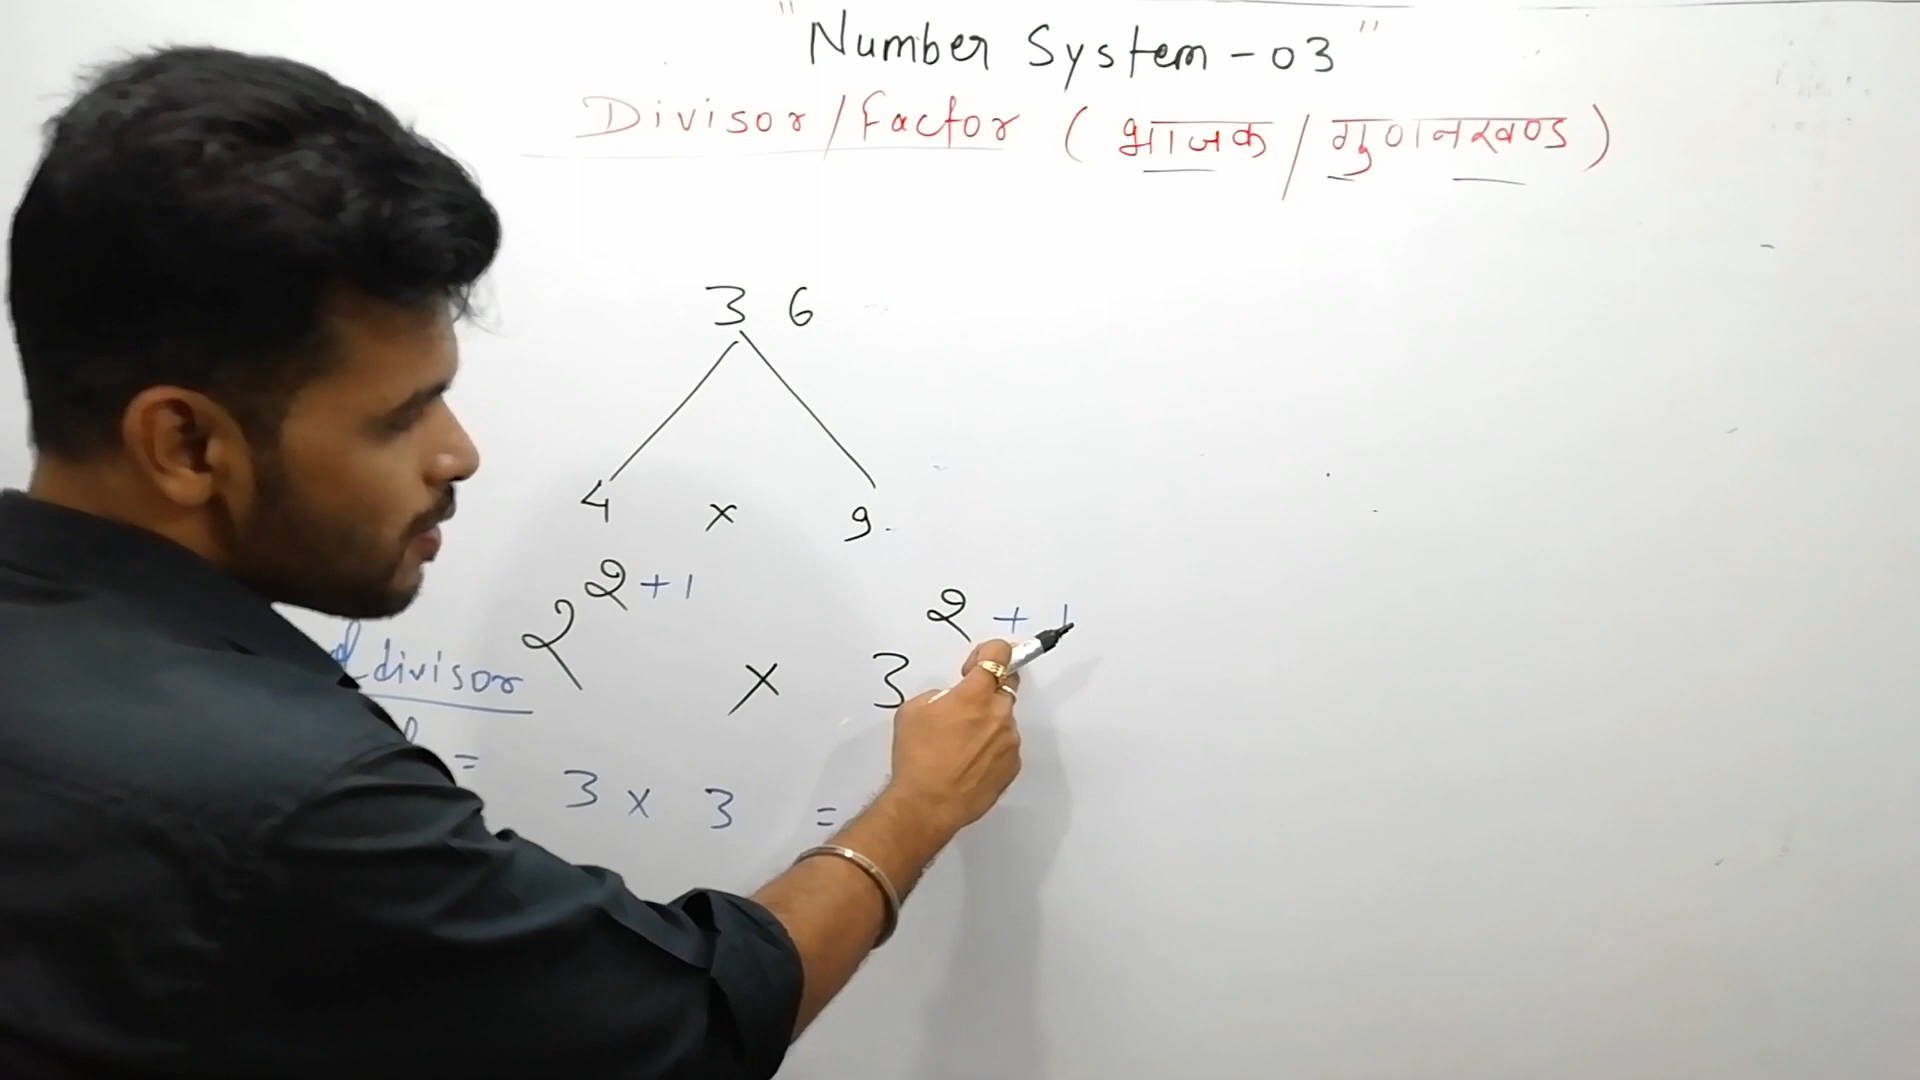 "Number System - 03"
Divisor/Factor (भाजक/गुणनखण्ड)
36
4 × 9
2^2+1 × 3^2+1
divisor
= 3 × 3 =